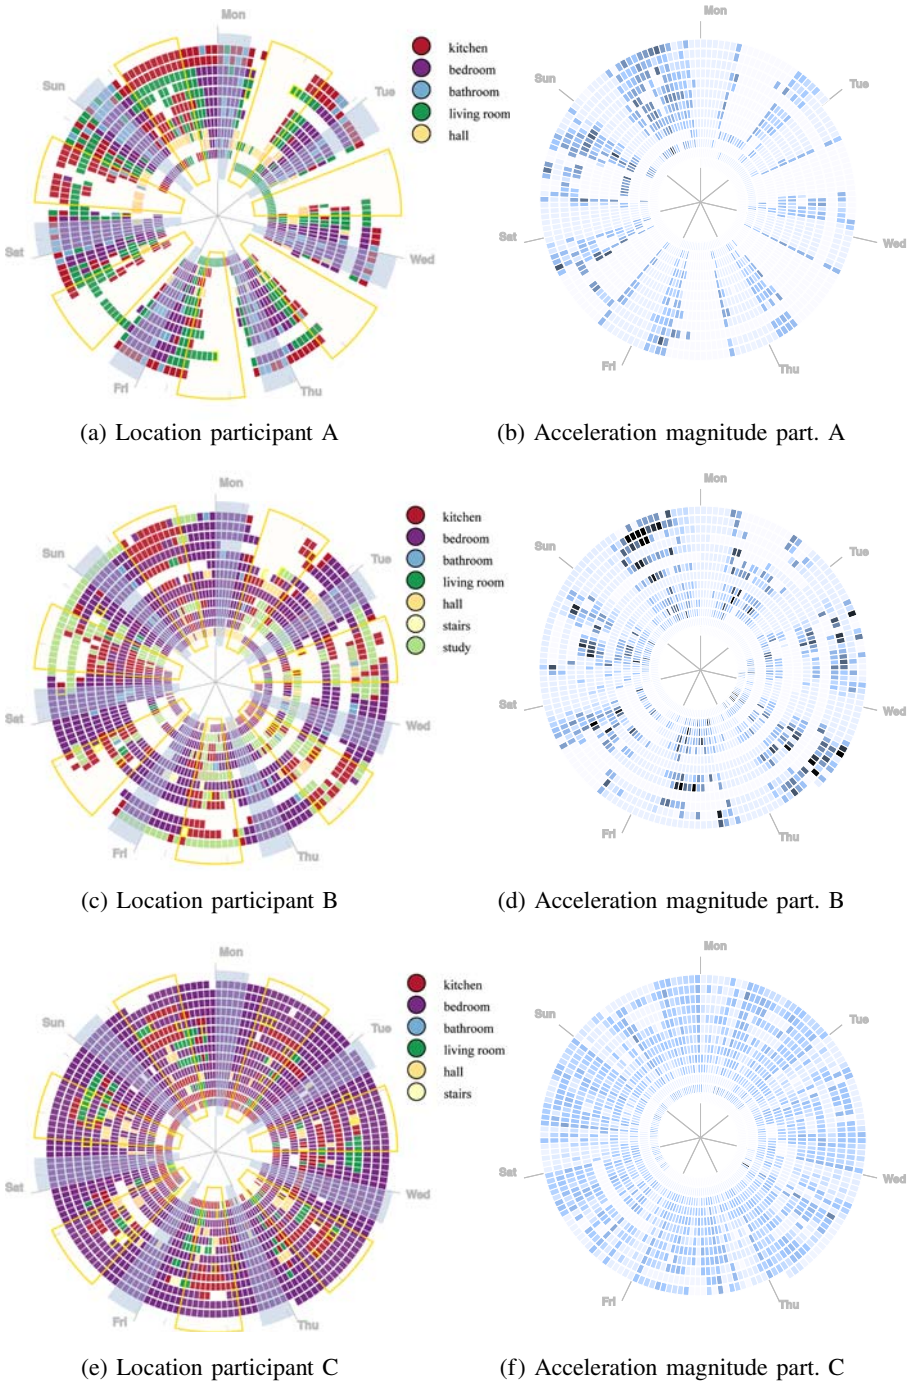 Mon
Sun
Tue
Sat
Wed
Fri
Thu
kitchen
bedroom
bathroom
living room
hall
(a) Location participant A
Mon
Sun
Tue
Sat
Wed
Fri
Thu
(b) Acceleration magnitude part. A
Mon
Sun
Tue
Sat
Wed
Fri
Thu
kitchen
bedroom
bathroom
living room
hall
stairs
study
(c) Location participant B
Mon
Sun
Tue
Sat
Wed
Fri
Thu
(d) Acceleration magnitude part. B
Mon
Sun
Tue
Sat
Wed
Fri
Thu
kitchen
bedroom
bathroom
living room
hall
stairs
(e) Location participant C
Mon
Sun
Tue
Sat
Wed
Fri
Thu
(f) Acceleration magnitude part. C